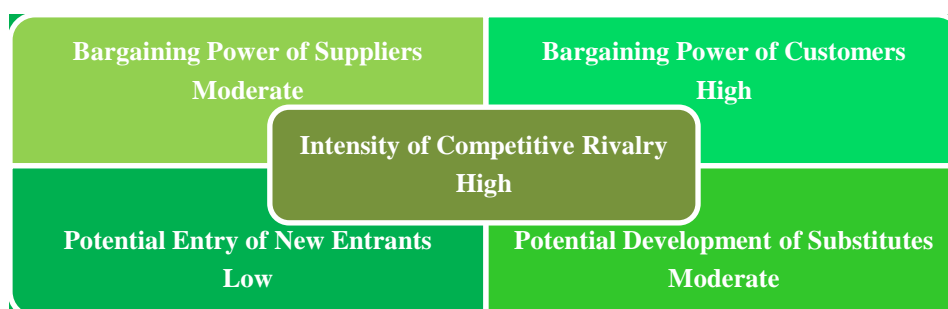 Bargaining Power of Suppliers
Moderate
Bargaining Power of Customers
High
Intensity of Competitive Rivalry
High
Potential Entry of New Entrants
Low
Potential Development of Substitutes
Moderate